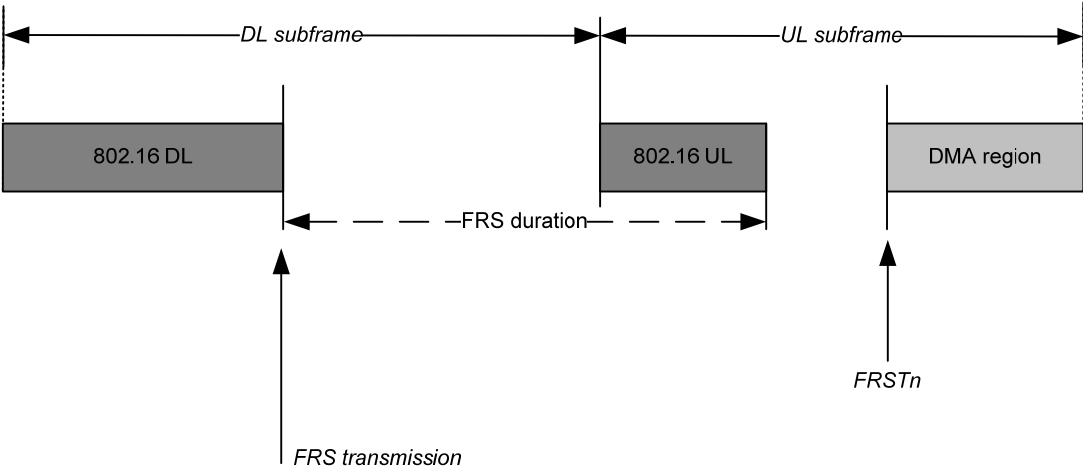 DL subframe
UL subframe
802.16 DL
802.16 UL
DMA region
FRS duration
FRSTn
FRS transmission